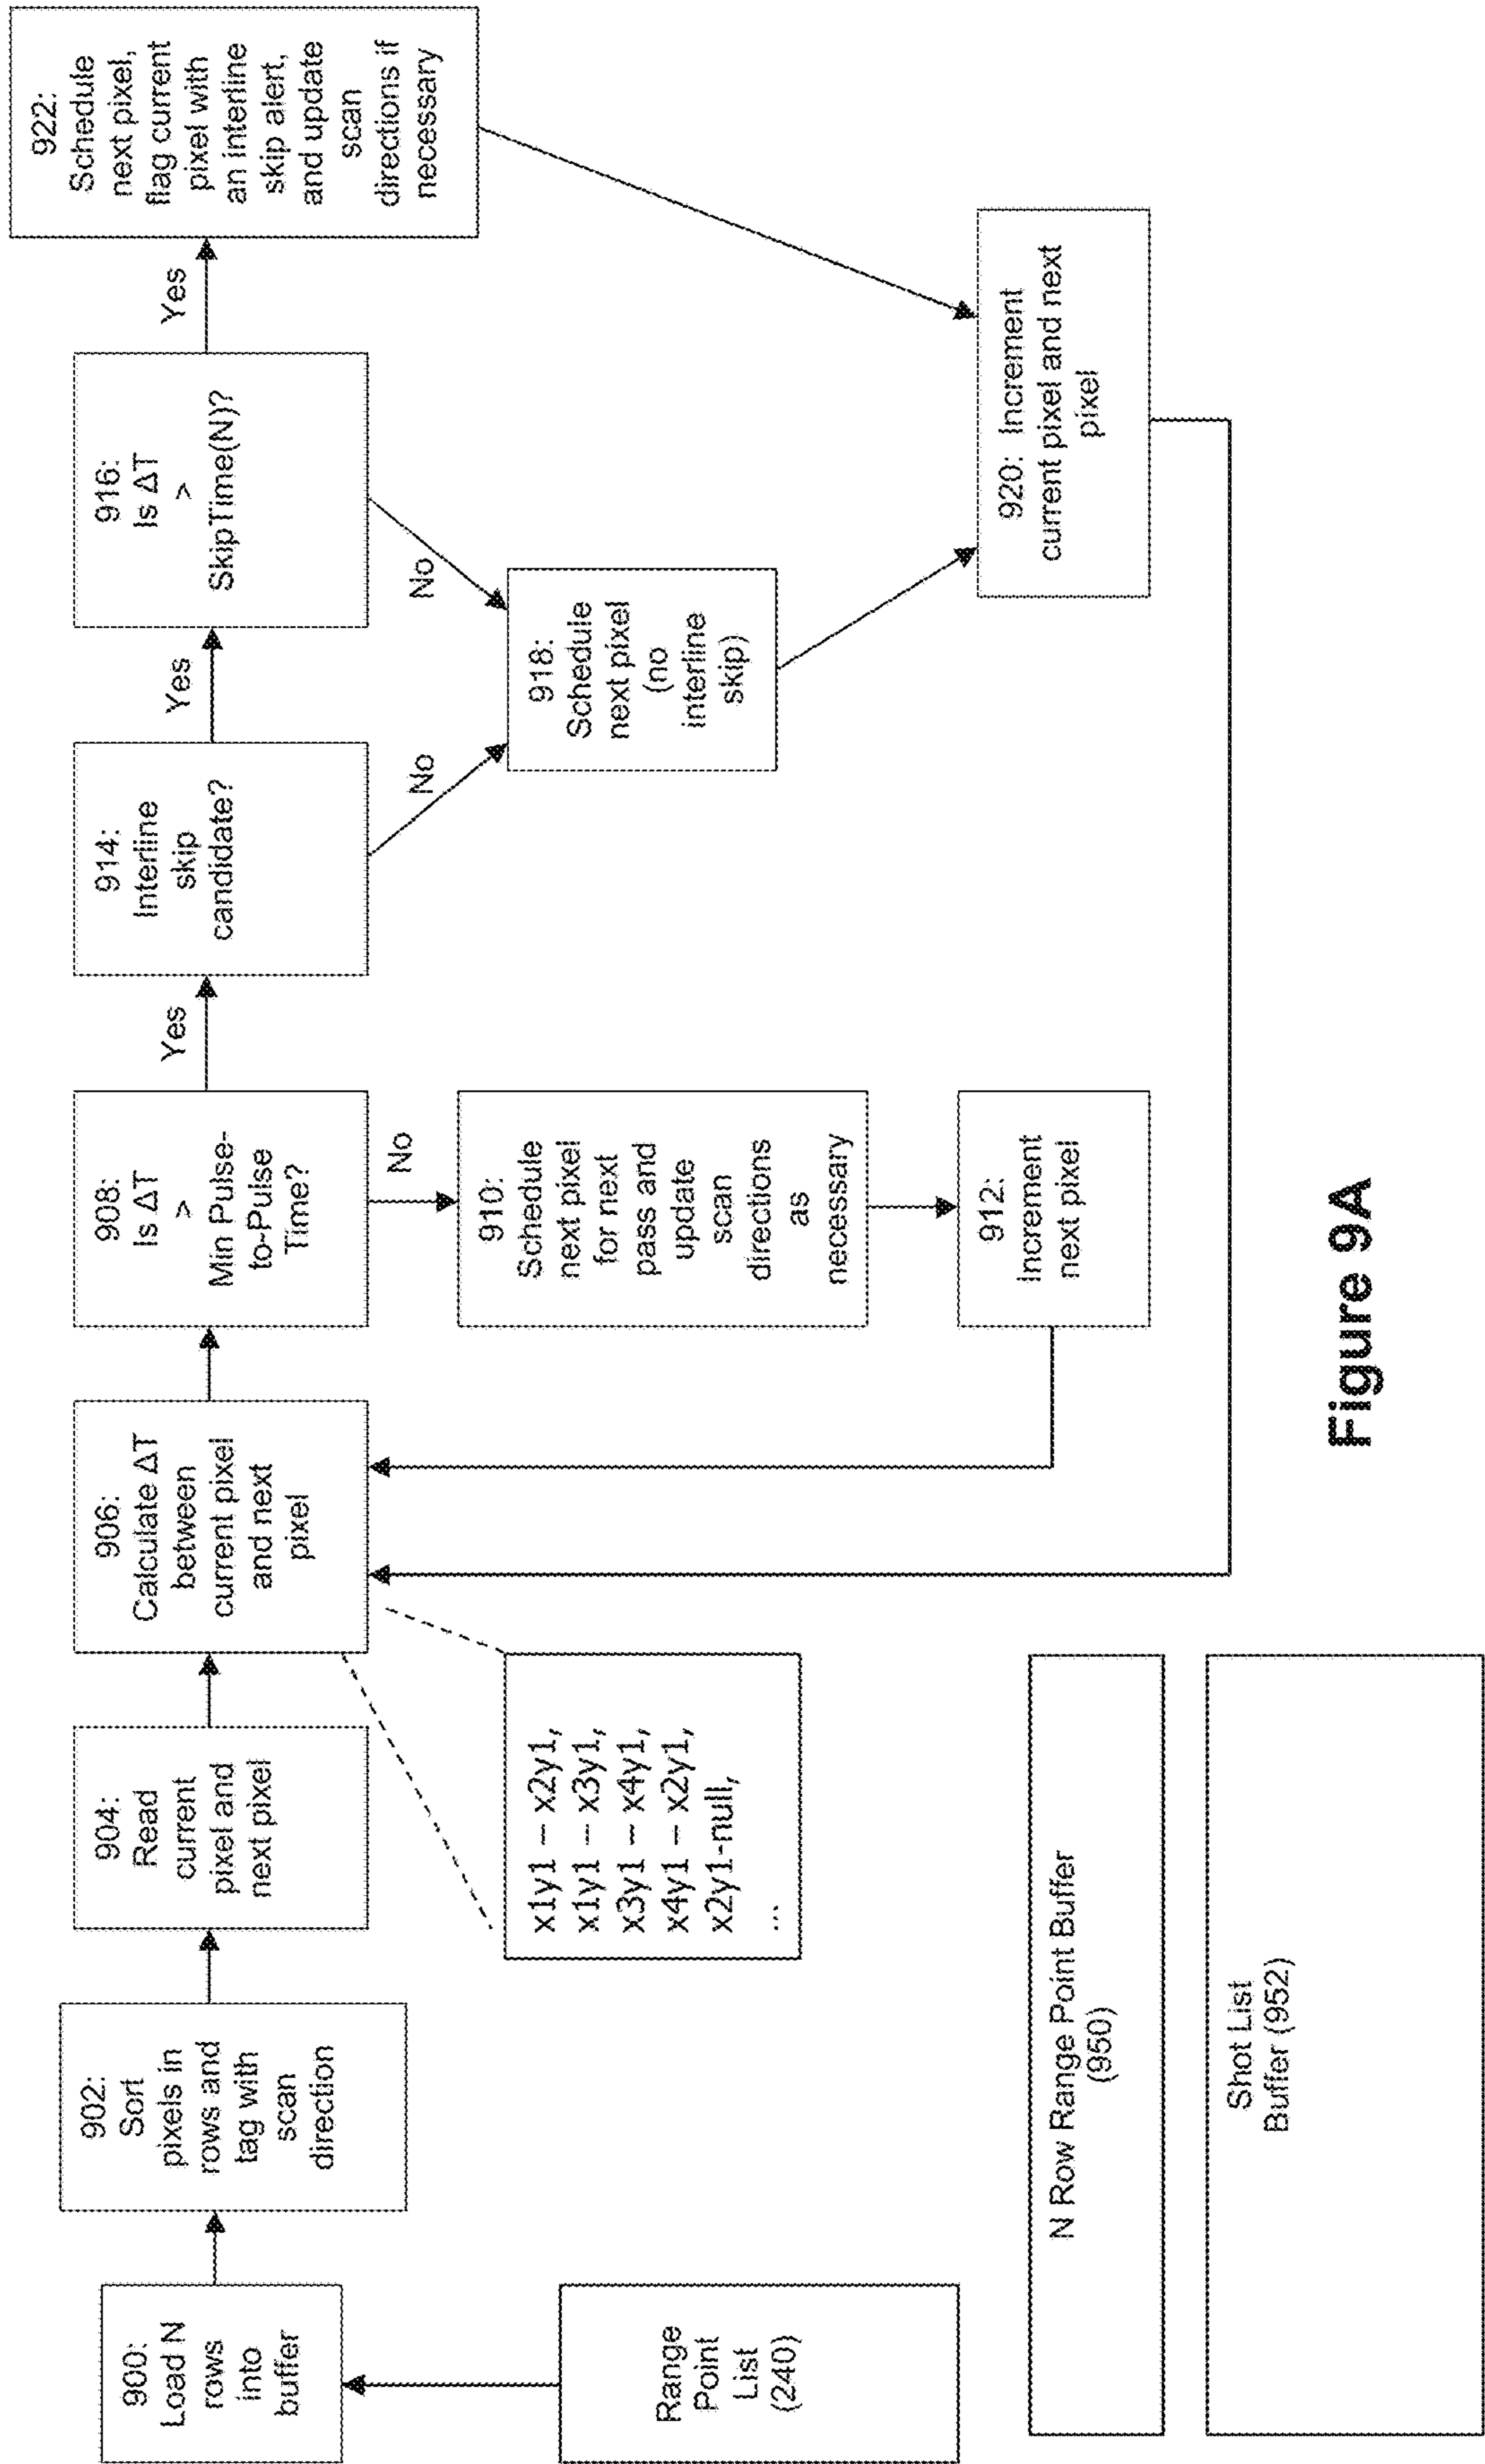 900:
Load N
rows
into
buffer
Range
Point
List
(240)
902:
Sort
pixels in
rows and
tag with
scan
direction
904:
Read
current
pixel and
next pixel
906:
Calculate ΔT
between
current pixel
and next
pixel
x1y1 – x2y1,
x1y1 – x3y1,
x3y1 – x4y1,
x4y1 – x2y1,
x2y1-null,
...
908:
Is ΔT
>
Min Pulse-
to-Pulse
Time?
No
910:
Schedule
next pixel
for next
pass and
update
scan
directions
as
necessary
912:
Increment
next pixel
Yes
914:
Interline
skip
candidate?
No
Yes
916:
Is ΔT
>
SkipTime(N)?
No
918:
Schedule
next pixel
(no
interline
skip)
Yes
922:
Schedule
next pixel,
flag current
pixel with
an interline
skip alert,
and update
scan
directions if
necessary
920: Increment
current pixel and next
pixel
N Row Range Point Buffer
(950)
Shot List
Buffer (952)
Figure 9A